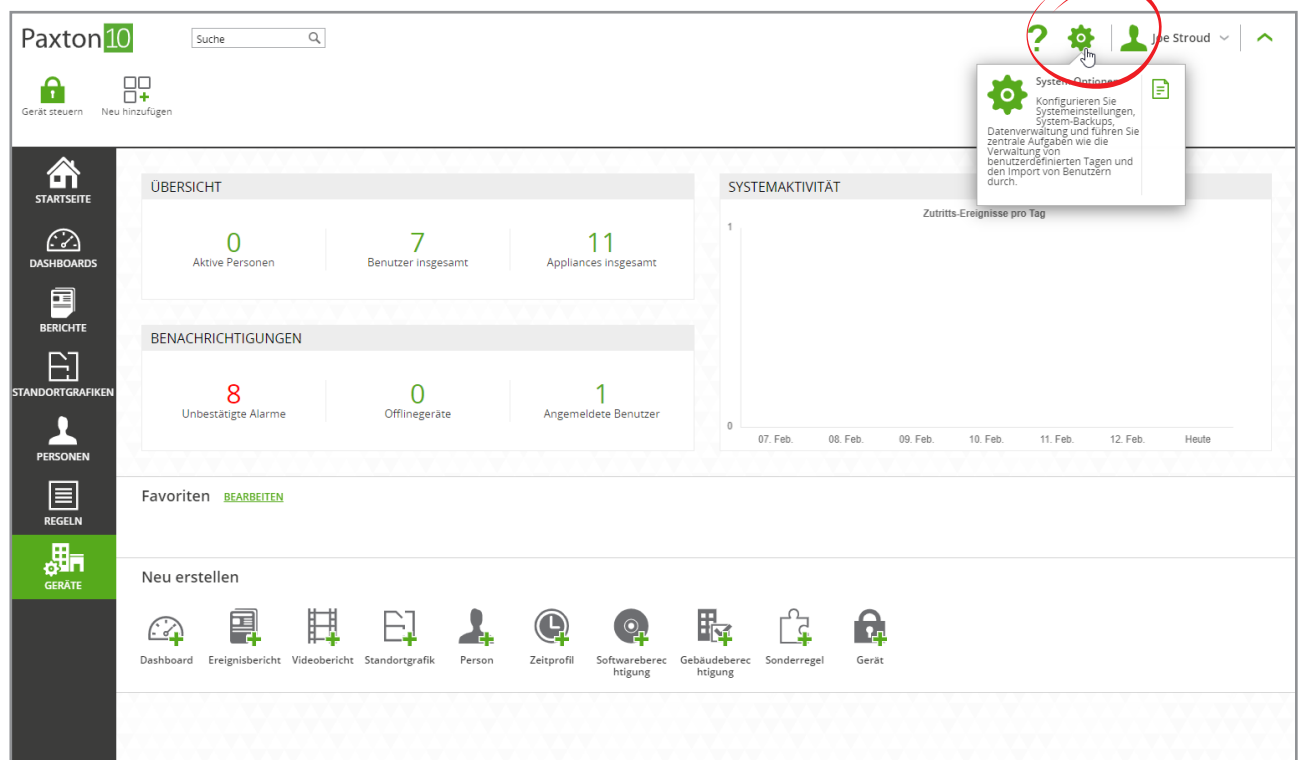 Paxton10
Suche
?
Joe Stroud
Gerät steuern
Neu hinzufügen
System Optionen
Konfigurieren Sie
Systemeinstellungen,
System-Backups,
Datenverwaltung und führen Sie
zentrale Aufgaben wie die
Verwaltung von
benutzerdefinierten Tagen und
den Import von Benutzern
durch.
STARTSEITE
DASHBOARDS
BERICHTE
STANDORTGRAFIKEN
PERSONEN
REGELN
GERÄTE
ÜBERSICHT
0
Aktive Personen
7
Benutzer insgesamt
11
Appliances insgesamt
BENACHRICHTIGUNGEN
8
Unbestätigte Alarme
0
Offlinegeräte
1
Angemeldete Benutzer
SYSTEMAKTIVITÄT
Zutritts-Ereignisse pro Tag
1
0
07. Feb.
08. Feb.
09. Feb.
10. Feb.
11. Feb.
12. Feb.
Heute
Favoriten BEARBEITEN
Neu erstellen
Dashboard
Ereignisbericht
Videobericht
Standortgrafik
Person
Zeitprofil
Softwareberec
htigung
Gebäudeberec
htigung
Sonderregel
Gerät